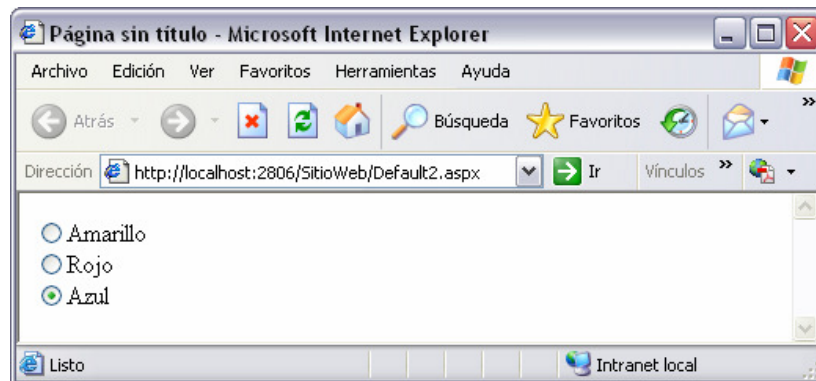 Página sin título - Microsoft Internet Explorer
Archivo Edición Ver Favoritos Herramientas Ayuda
Atrás Búsqueda Favoritos »
Dirección http://localhost:2806/SitioWeb/Default2.aspx Ir Vínculos »
Amarillo
Rojo
Azul
Listo Intranet local